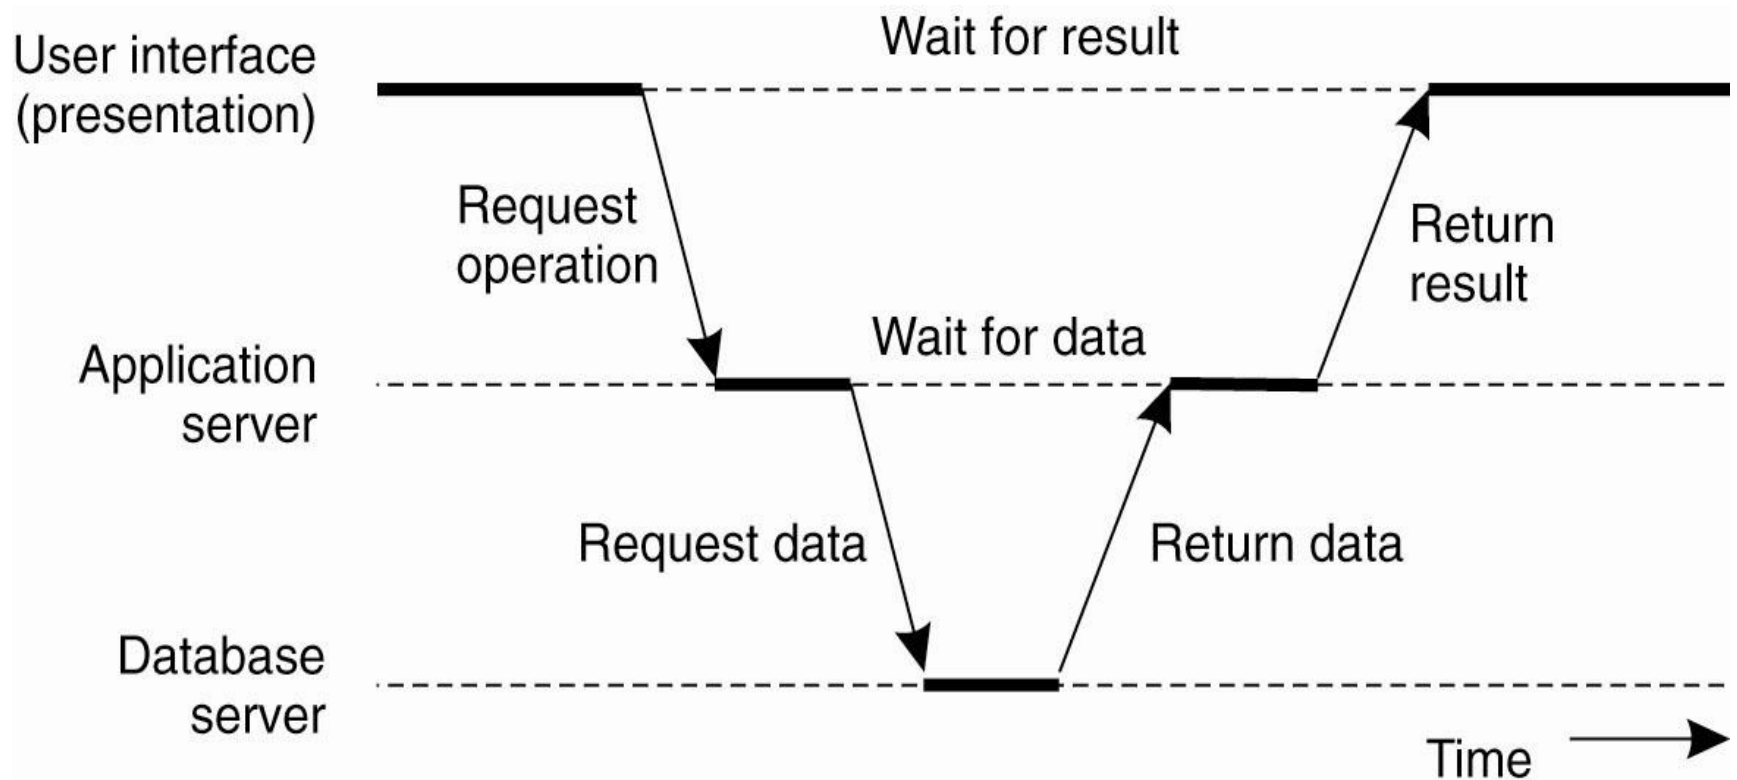 Wait for result
User interface
(presentation)
Request
operation
Return
result
Wait for data
Application
server
Request data
Return data
Database
server
Time